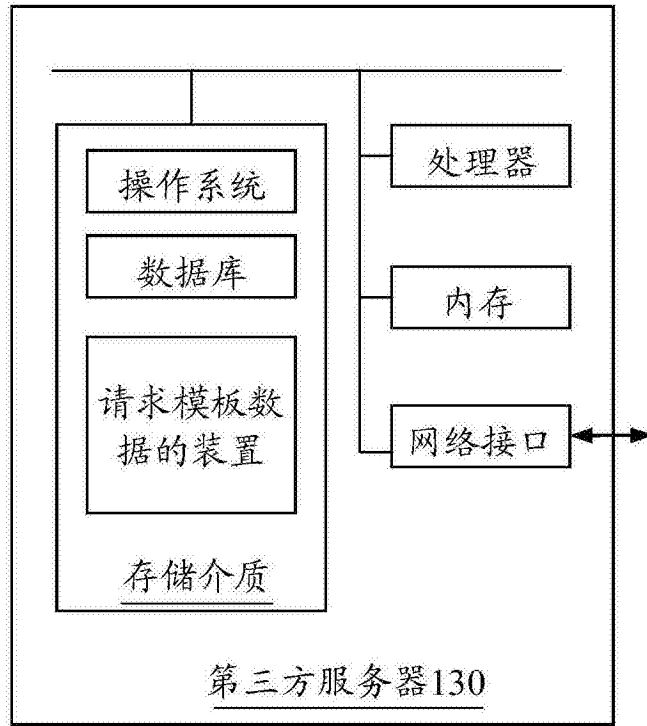 操作系统
数据库
请求模板数
据的装置
存储介质
处理器
内存
网络接口
第三方服务器130